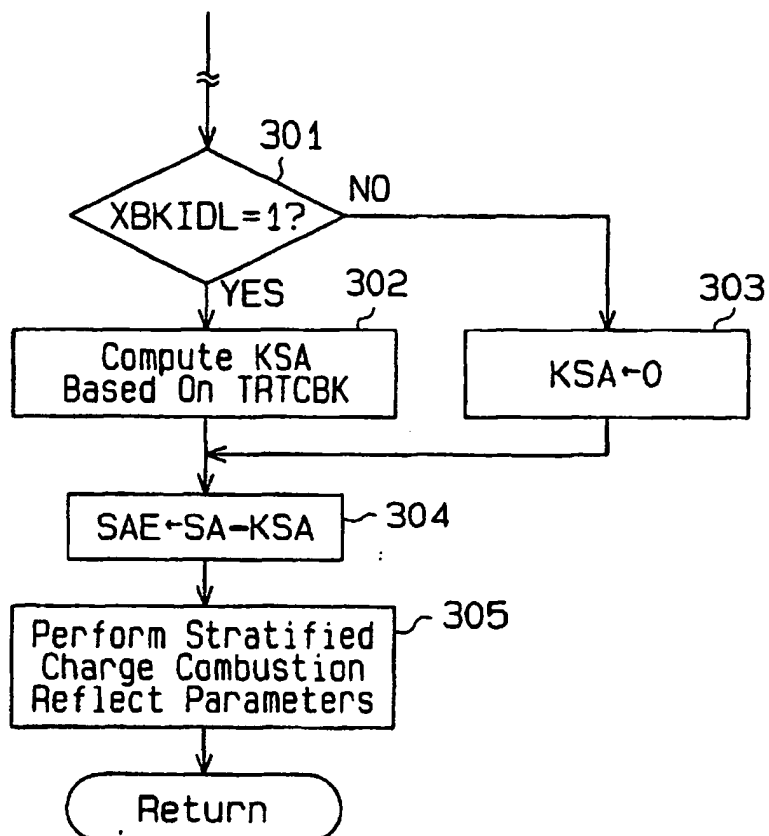 301
XBKIDL=1?
NO
YES
302
Compute KSA
Based On TRTCBK
303
KSA←0
SAE←SA-KSA
304
Perform Stratified
Charge Combustion
Reflect Parameters
305
Return